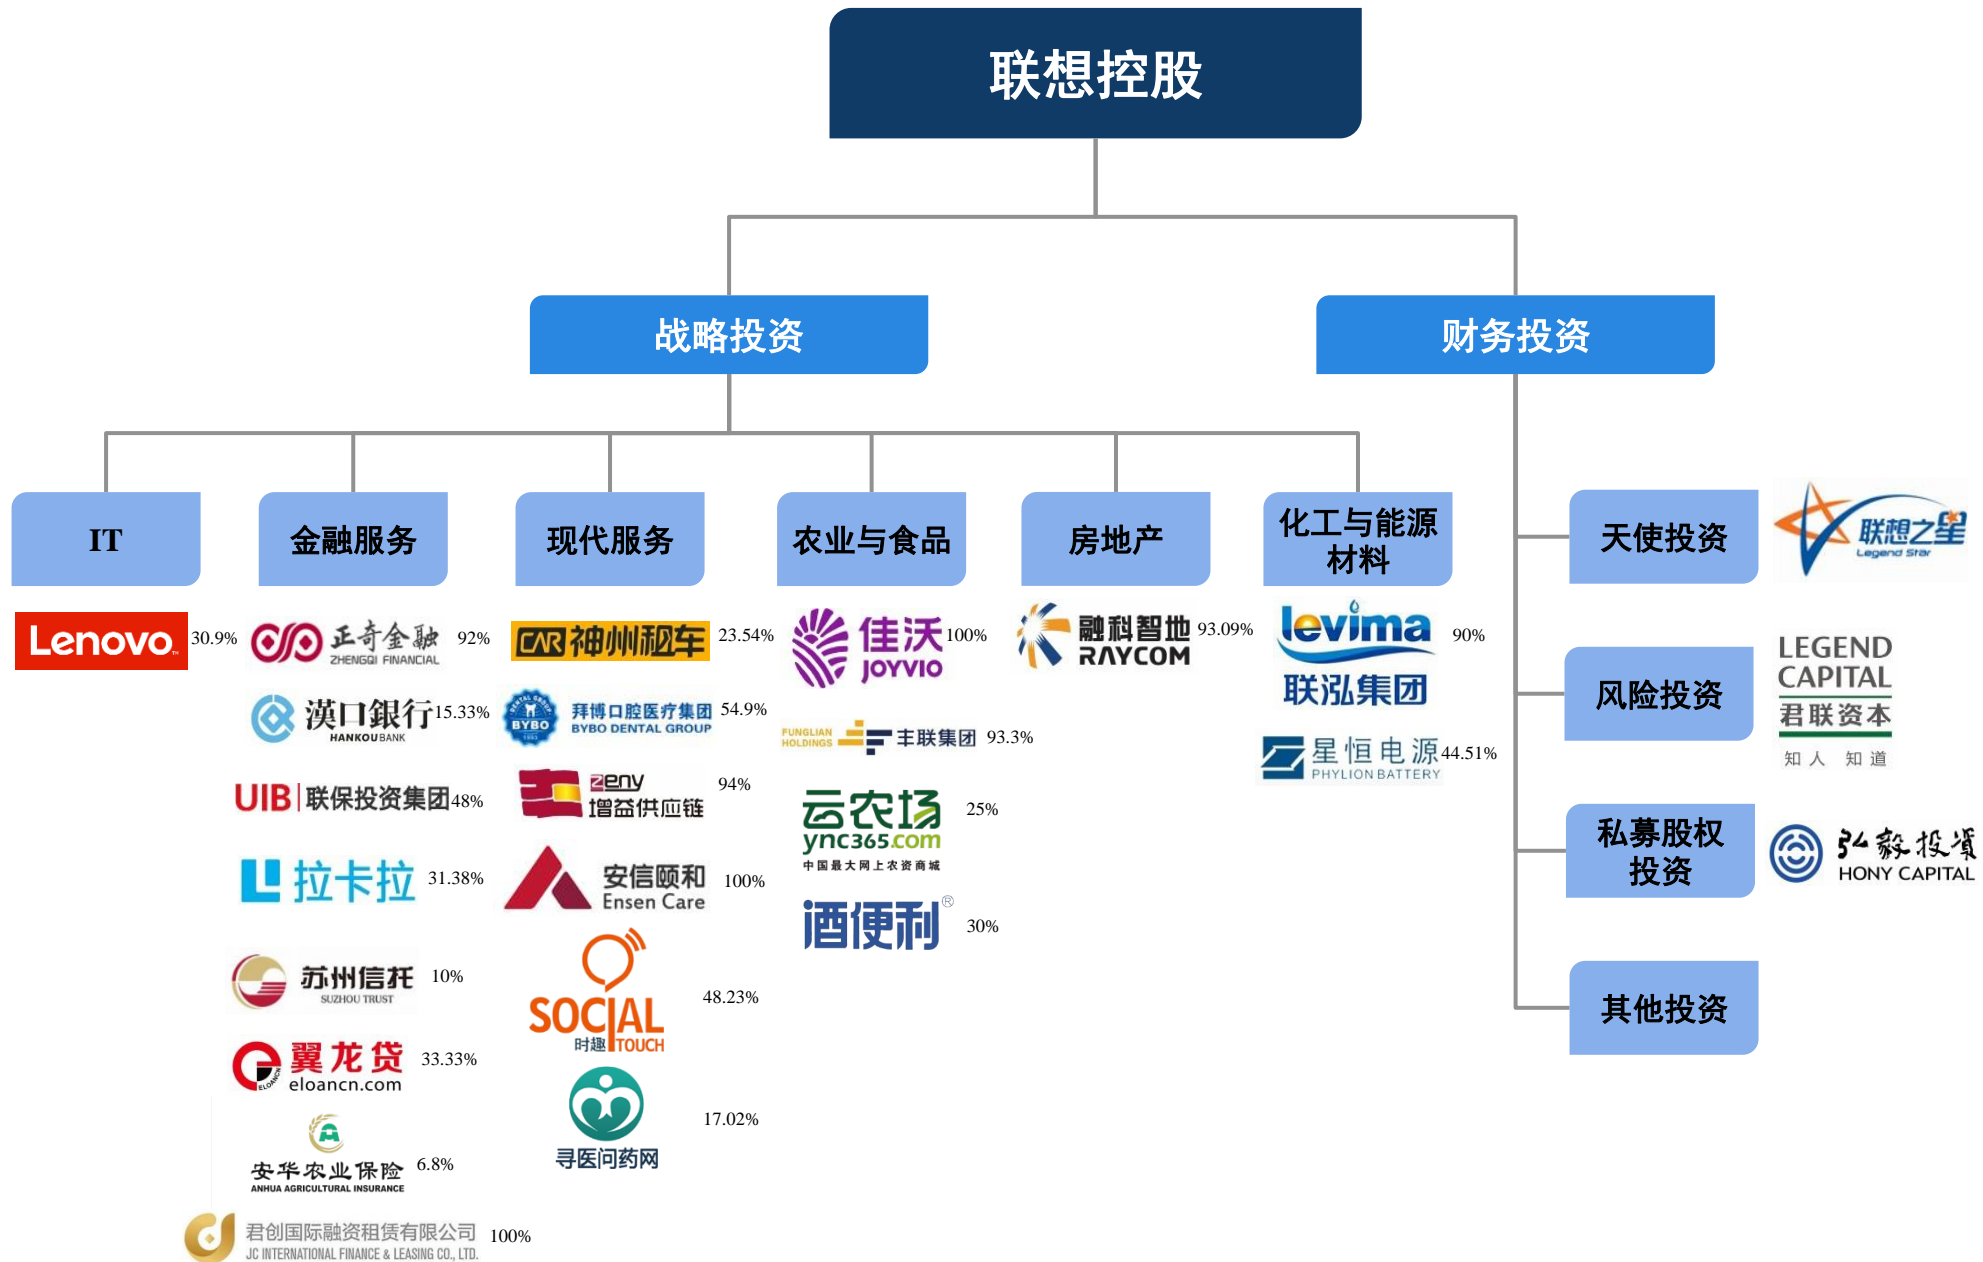 联想控股
战略投资
财务投资
IT
金融服务
现代服务
农业与食品
房地产
化工与能源
材料
Lenovo™
30.9%
正奇金融
ZHENGQI FINANCIAL
92%
漢口銀行
HANKOUBANK
15.33%
UIB|联保投资集团
48%
拉卡拉
31.38%
苏州信托
SUZHOU TRUST
10%
翼龙贷
eloancn.com
ELOANCN
33.33%
安华农业保险
ANHUA AGRICULTURAL INSURANCE
6.8%
君创国际融资租赁有限公司
JC INTERNATIONAL FINANCE & LEASING CO., LTD.
100%
CAR 神州租车
23.54%
DENTAL GROUP
BYBO
1993
拜博口腔医疗集团
BYBO DENTAL GROUP
54.9%
zeny
增益供应链
94%
安信颐和
Ensen Care
100%
SOCIAL
时趣 TOUCH
48.23%
寻医问药网
17.02%
佳沃
JOYVIO
100%
FUNGLIAN
HOLDINGS
丰联集团
93.3%
云农场
ync365.com
中国最大网上农资商城
25%
酒便利®
30%
融科智地
RAYCOM
93.09%
levima
联泓集团
90%
星恒电源
PHYLION BATTERY
44.51%
天使投资
联想之星
Legend Star
风险投资
LEGEND
CAPITAL
君联资本
知人 知道
私募股权
投资
弘毅投資
HONY CAPITAL
其他投资